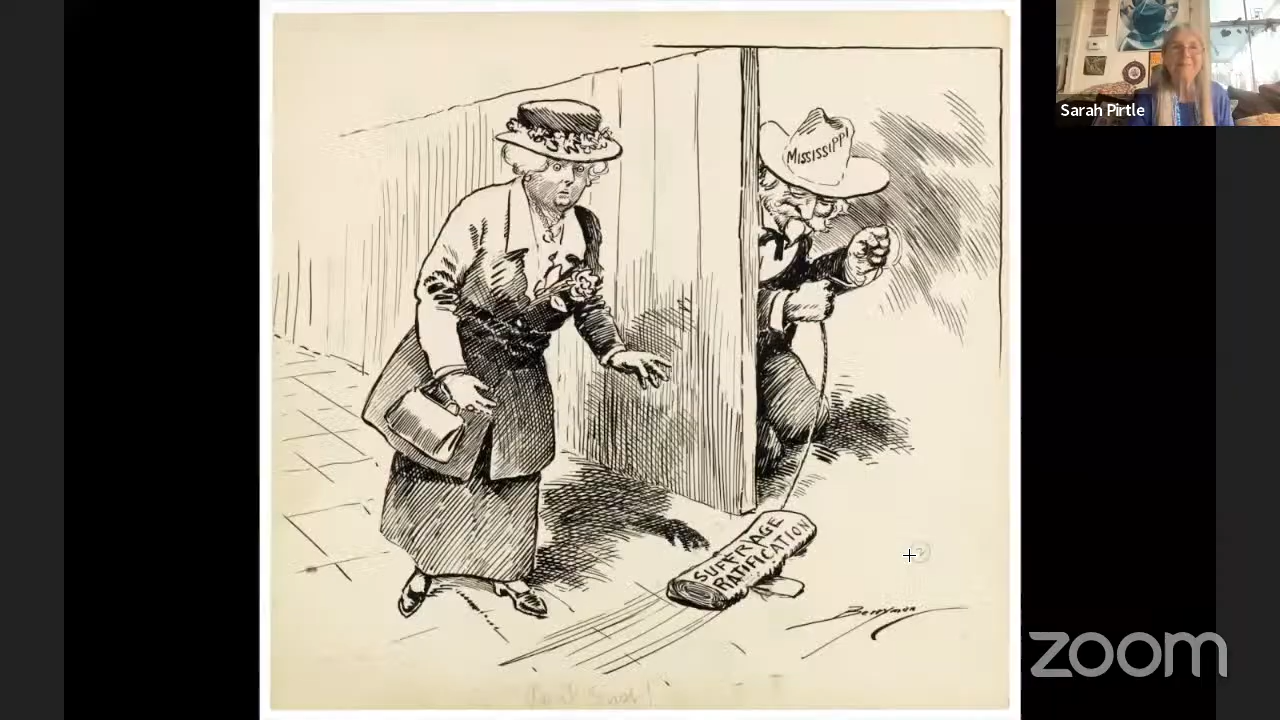 Sarah Pirtle
MISSISSIPPI
SUFFRAGE
RATIFICATION
Berryman
zoom